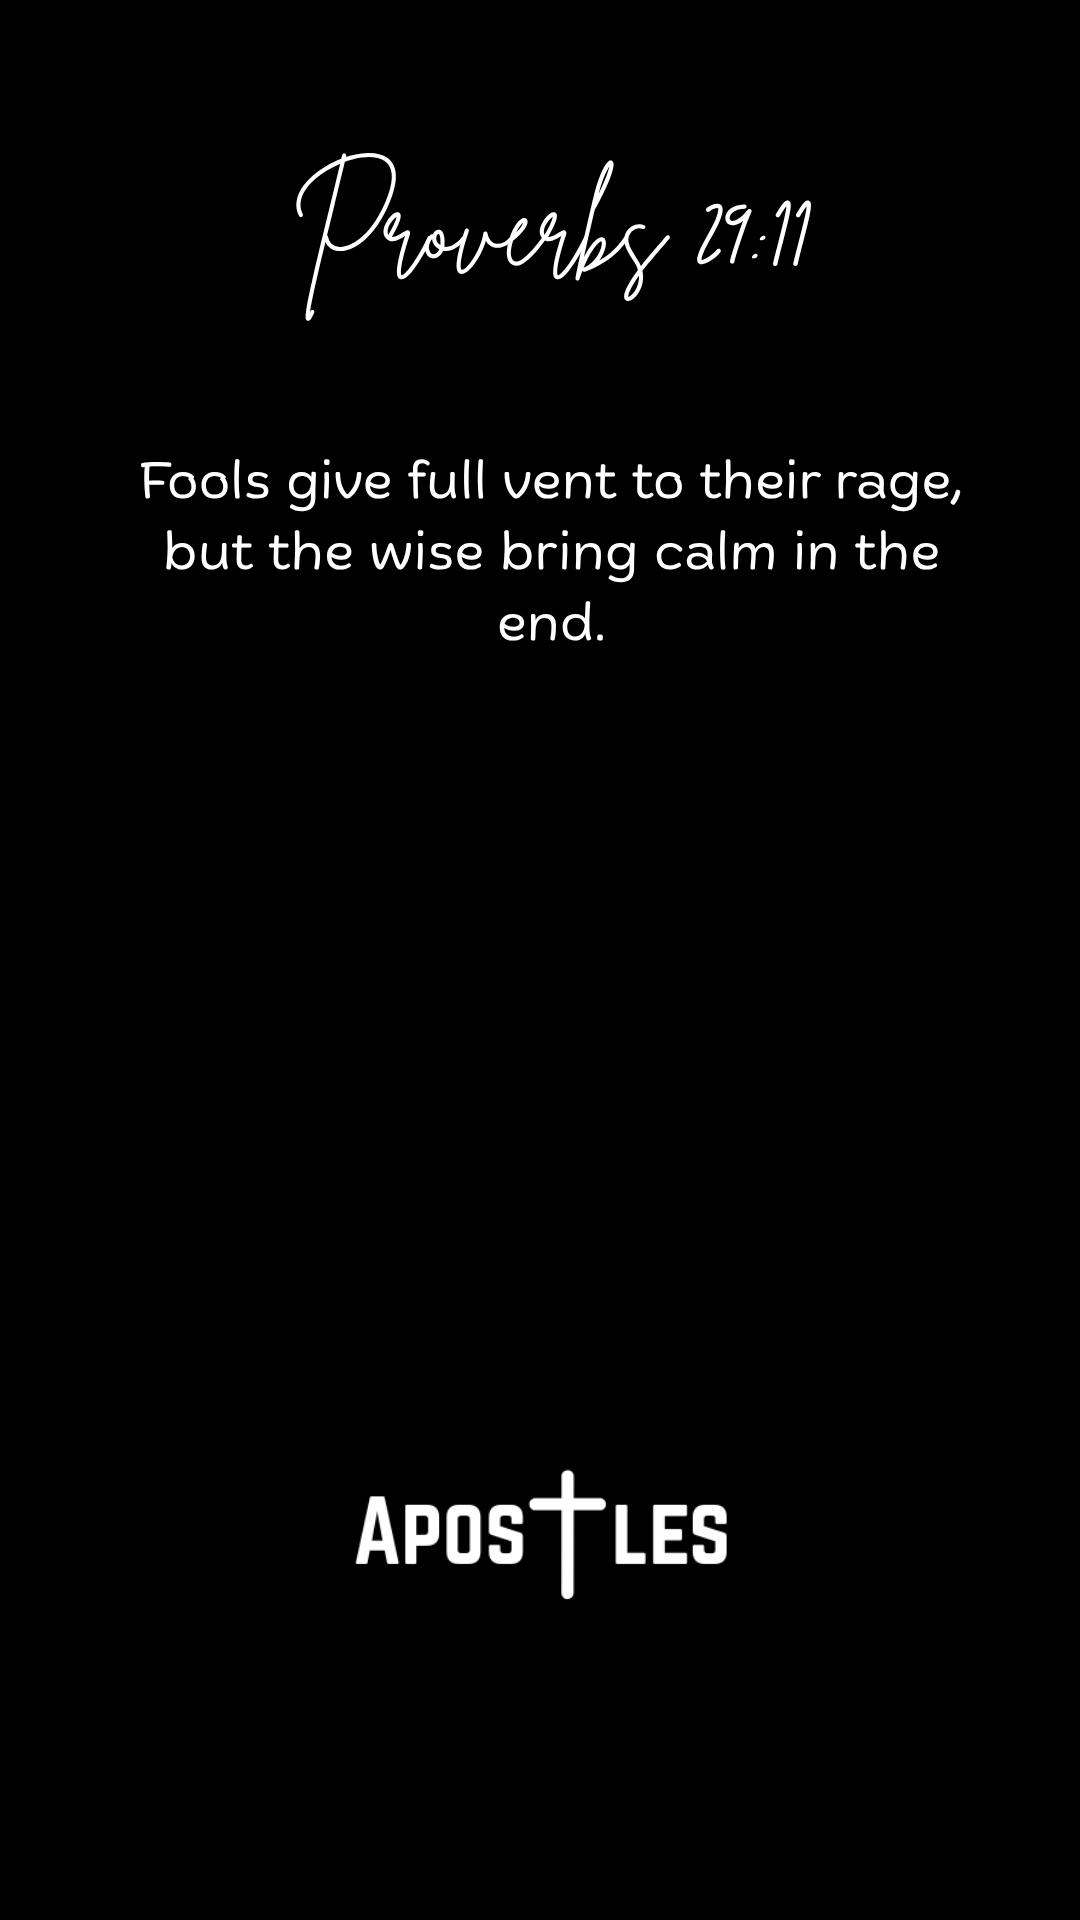 Proverbs 29:11
Fools give full vent to their rage,
but the wise bring calm in the
end.
APOSTLES